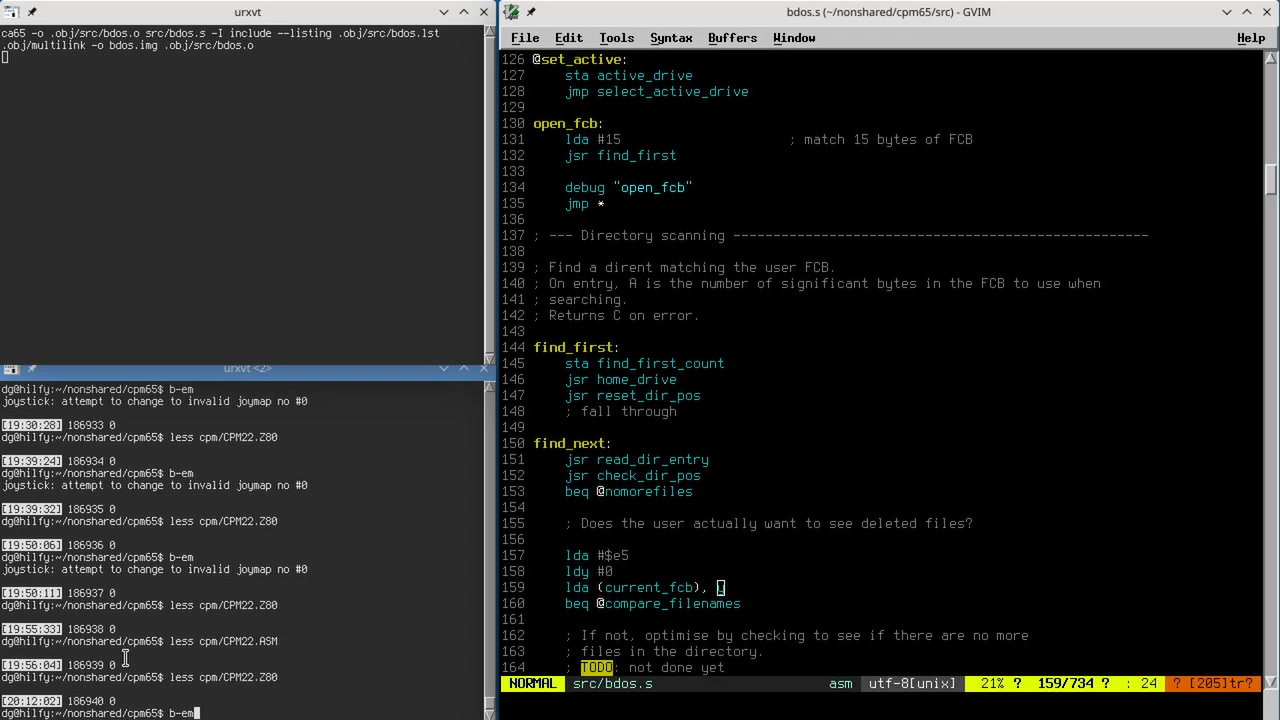 urxvt
ca65 -o .obj/src/bdos.o src/bdos.s -I include --listing .obj/src/bdos.lst
.obj/multilink -o bdos.img .obj/src/bdos.o
urxvt <2>
dg@hilfy:~/nonshared/cpm65$ b-em
joystick: attempt to change to invalid joymap no #0
[19:30:28] 186933 0
dg@hilfy:~/nonshared/cpm65$ less cpm/CPM22.Z80
[19:39:24] 186934 0
dg@hilfy:~/nonshared/cpm65$ b-em
joystick: attempt to change to invalid joymap no #0
[19:39:32] 186935 0
dg@hilfy:~/nonshared/cpm65$ less cpm/CPM22.Z80
[19:50:06] 186936 0
dg@hilfy:~/nonshared/cpm65$ b-em
joystick: attempt to change to invalid joymap no #0
[19:50:11] 186937 0
dg@hilfy:~/nonshared/cpm65$ less cpm/CPM22.Z80
[19:55:33] 186938 0
dg@hilfy:~/nonshared/cpm65$ less cpm/CPM22.ASM
[19:56:04] 186939 0
dg@hilfy:~/nonshared/cpm65$ less cpm/CPM22.Z80
[20:12:02] 186940 0
dg@hilfy:~/nonshared/cpm65$ b-em
bdos.s (~/nonshared/cpm65/src) - GVIM
File Edit Tools Syntax Buffers Window Help
126 @set_active:
127     sta active_drive
128     jmp select_active_drive
129
130 open_fcb:
131     lda #15                     ; match 15 bytes of FCB
132     jsr find_first
133
134     debug "open_fcb"
135     jmp *
136
137 ; --- Directory scanning ----------------------------------------------------
138
139 ; Find a dirent matching the user FCB.
140 ; On entry, A is the number of significant bytes in the FCB to use when
141 ; searching.
142 ; Returns C on error.
143
144 find_first:
145     sta find_first_count
146     jsr home_drive
147     jsr reset_dir_pos
148     ; fall through
149
150 find_next:
151     jsr read_dir_entry
152     jsr check_dir_pos
153     beq @nomorefiles
154
155     ; Does the user actually want to see deleted files?
156
157     lda #$e5
158     ldy #0
159     lda (current_fcb), y
160     beq @compare_filenames
161
162     ; If not, optimise by checking to see if there are no more
163     ; files in the directory.
164     ; TODO: not done yet
NORMAL src/bdos.s asm utf-8[unix] 21% ? 159/734 ? : 24 ? [205]tr?